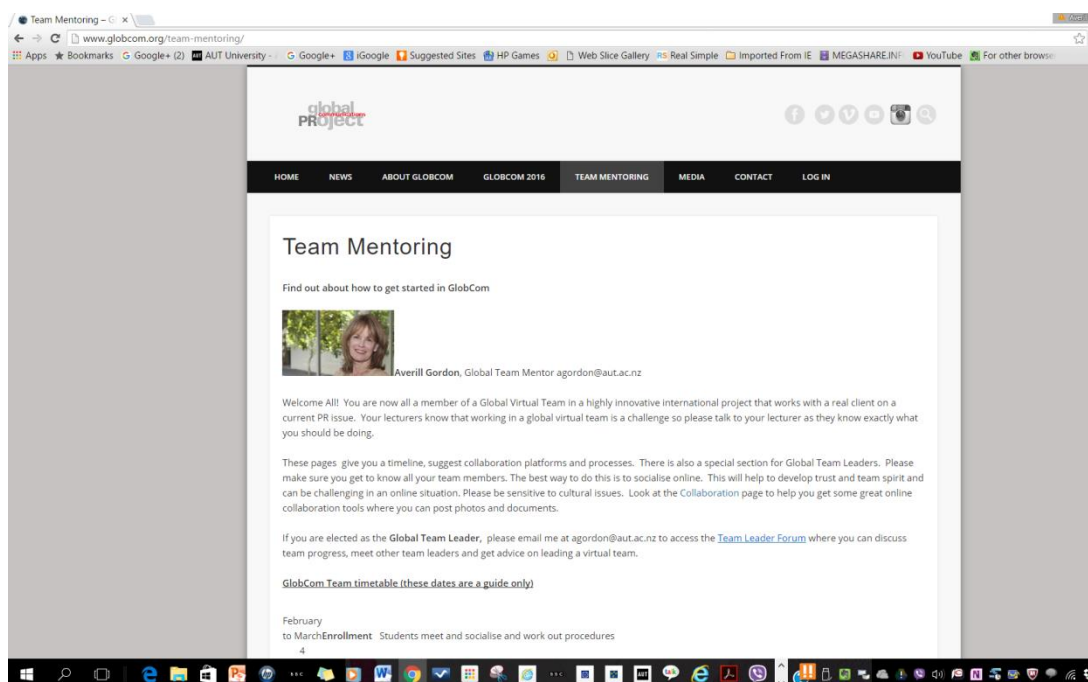 Team Mentoring – G
www.globcom.org/team-mentoring/
Apps Bookmarks Google+ (2) AUT University - Google+ iGoogle Suggested Sites HP Games Web Slice Gallery Real Simple Imported From IE MEGASHARE.INF YouTube For other browse
global
communications
PROject
HOME NEWS ABOUT GLOBCOM GLOBCOM 2016 TEAM MENTORING MEDIA CONTACT LOG IN
Team Mentoring
Find out about how to get started in GlobCom
Averill Gordon, Global Team Mentor agordon@aut.ac.nz
Welcome All! You are now all a member of a Global Virtual Team in a highly innovative international project that works with a real client on a
current PR issue. Your lecturers know that working in a global virtual team is a challenge so please talk to your lecturer as they know exactly what
you should be doing.
These pages give you a timeline, suggest collaboration platforms and processes. There is also a special section for Global Team Leaders. Please
make sure you get to know all your team members. The best way to do this is to socialise online. This will help to develop trust and team spirit and
can be challenging in an online situation. Please be sensitive to cultural issues. Look at the Collaboration page to help you get some great online
collaboration tools where you can post photos and documents.
If you are elected as the Global Team Leader, please email me at agordon@aut.ac.nz to access the Team Leader Forum where you can discuss
team progress, meet other team leaders and get advice on leading a virtual team.
GlobCom Team timetable (these dates are a guide only)
February
to MarchEnrollment Students meet and socialise and work out procedures
4